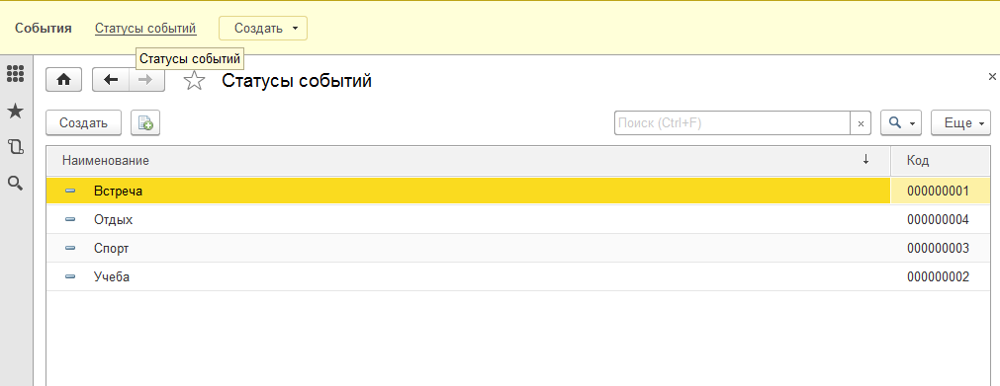 События Статусы событий Создать
Статусы событий
Статусы событий
Создать Поиск (Ctrl+F) Еще
Наименование Код
Встреча 000000001
Отдых 000000004
Спорт 000000003
Учеба 000000002